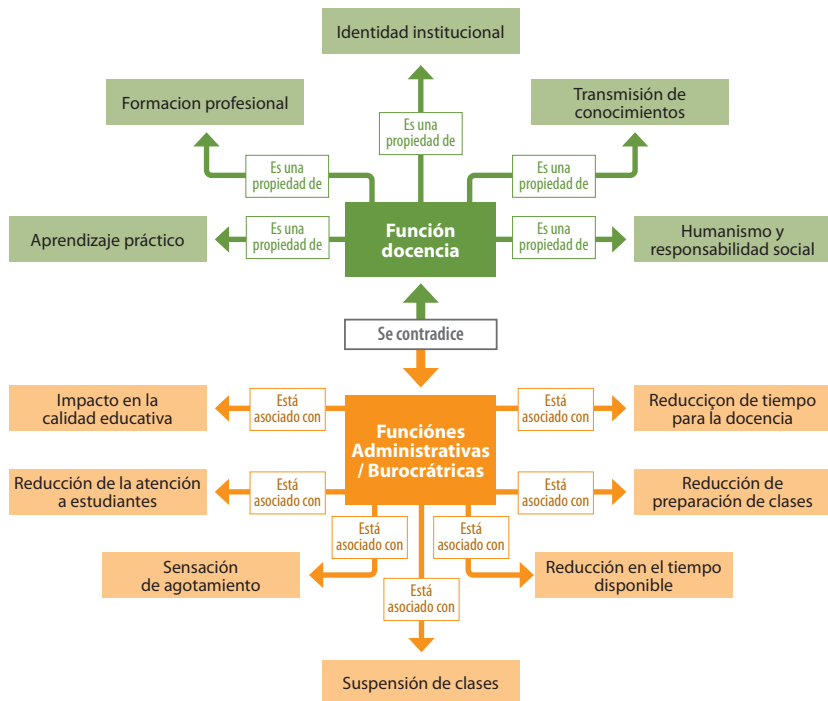 Identidad institucional
Formacion profesional
Transmisión de
conocimientos
Es una
propiedad de
Es una
propiedad de
Es una
propiedad de
Aprendizaje práctico
Es una
propiedad de
Función
docencia
Es una
propiedad de
Humanismo y
responsabilidad social
Se contradice
Impacto en la
calidad educativa
Está
asociado con
Funciónes
Administrativas
/ Burocrátricas
Está
asociado con
Reducciçon de tiempo
para la docencia
Reducción de la atención
a estudiantes
Está
asociado con
Está
asociado con
Reducción de
preparación de clases
Está
asociado con
Está
asociado con
Sensación
de agotamiento
Está
asociado con
Reducción en el tiempo
disponible
Suspensión de clases